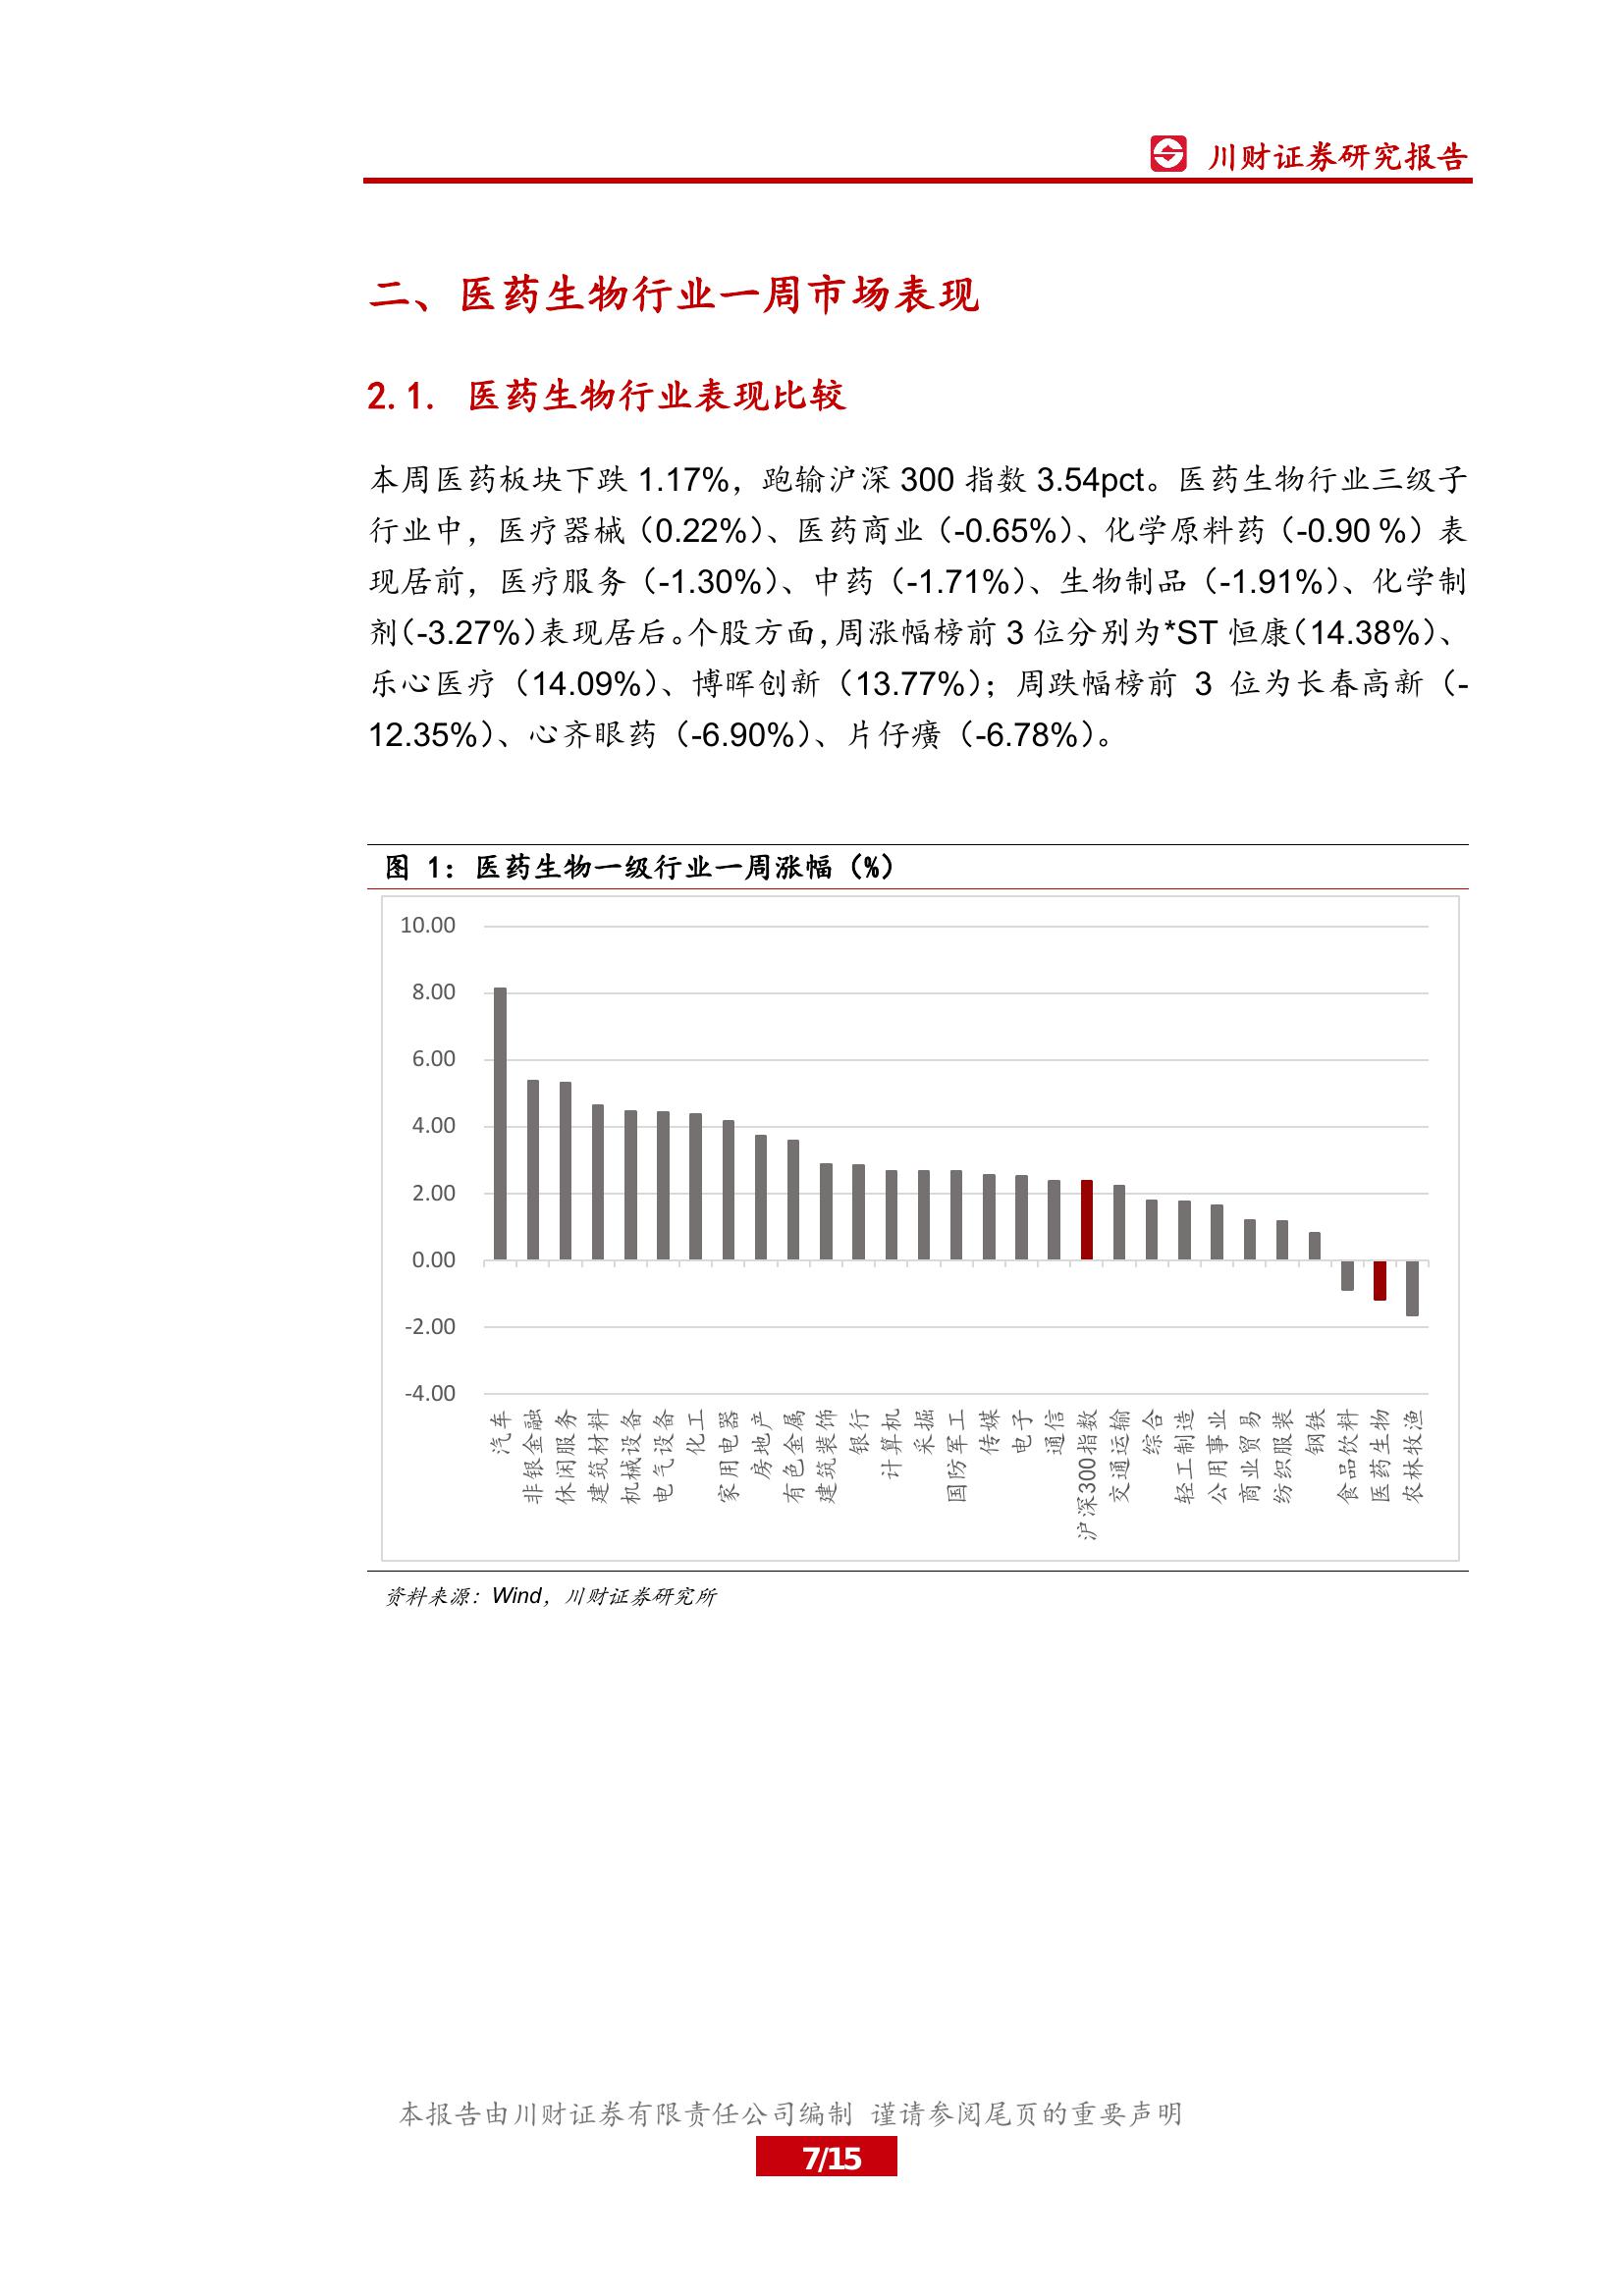 川财证券研究报告
二、医药生物行业一周市场表现
2.1. 医药生物行业表现比较
本周医药板块下跌 1.17%，跑输沪深 300 指数 3.54pct。医药生物行业三级子
行业中，医疗器械（0.22%）、医药商业（-0.65%）、化学原料药（-0.90 %）表
现居前，医疗服务（-1.30%）、中药（-1.71%）、生物制品（-1.91%）、化学制
剂（-3.27%）表现居后。个股方面，周涨幅榜前 3 位分别为*ST 恒康（14.38%）、
乐心医疗（14.09%）、博晖创新（13.77%）；周跌幅榜前 3 位为长春高新（-
12.35%）、心齐眼药（-6.90%）、片仔癀（-6.78%）。
图 1：医药生物一级行业一周涨幅（%）
10.00
8.00
6.00
4.00
2.00
0.00
-2.00
-4.00
汽车
非银金融
休闲服务
建筑材料
机械设备
电气设备
化工
家用电器
房地产
有色金属
建筑装饰
银行
计算机
采掘
国防军工
传媒
电子
通信
沪深300指数
交通运输
综合
轻工制造
公用事业
商业贸易
纺织服装
钢铁
食品饮料
医药生物
农林牧渔
资料来源：Wind，川财证券研究所
本报告由川财证券有限责任公司编制 谨请参阅尾页的重要声明
7/15